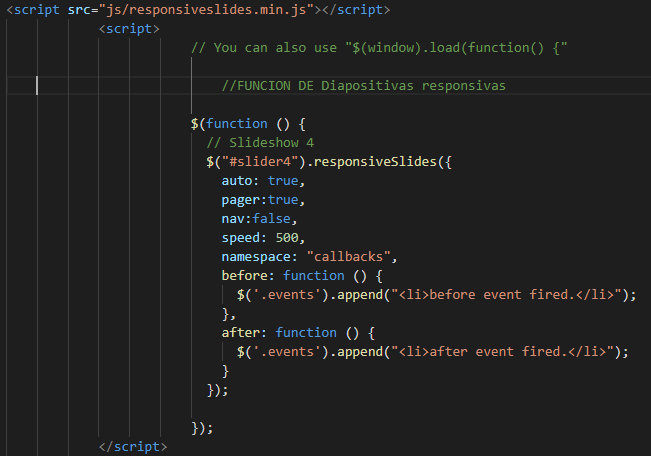 <script src="js/responsiveslides.min.js"></script>
<script>
// You can also use "$(window).load(function() {"
//FUNCION DE Diapositivas responsivas
$(function () {
// Slideshow 4
$("#slider4").responsiveSlides({
auto: true,
pager:true,
nav:false,
speed: 500,
namespace: "callbacks",
before: function () {
$('.events').append("<li>before event fired.</li>");
},
after: function () {
$('.events').append("<li>after event fired.</li>");
}
});
});
</script>